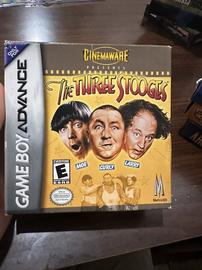 GAME BOY ADVANCE
CINEMAWARE
PRESENTS
THE THREE STOOGES
MOE
CURLY
LARRY
E